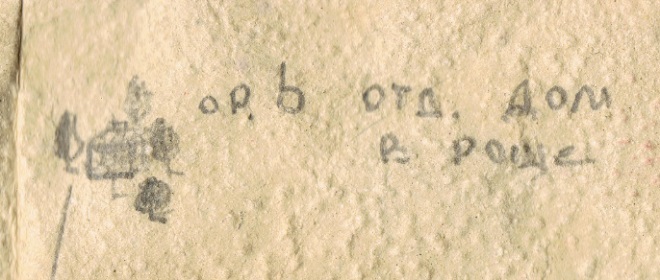 ор. 6 отд. дом
в роще